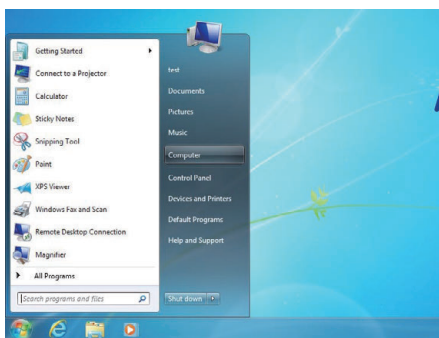 Getting Started
Connect to a Projector
Calculator
Sticky Notes
Snipping Tool
Paint
XPS Viewer
Windows Fax and Scan
Remote Desktop Connection
Magnifier
All Programs
Search programs and files
test
Documents
Pictures
Music
Computer
Control Panel
Devices and Printers
Default Programs
Help and Support
Shut down